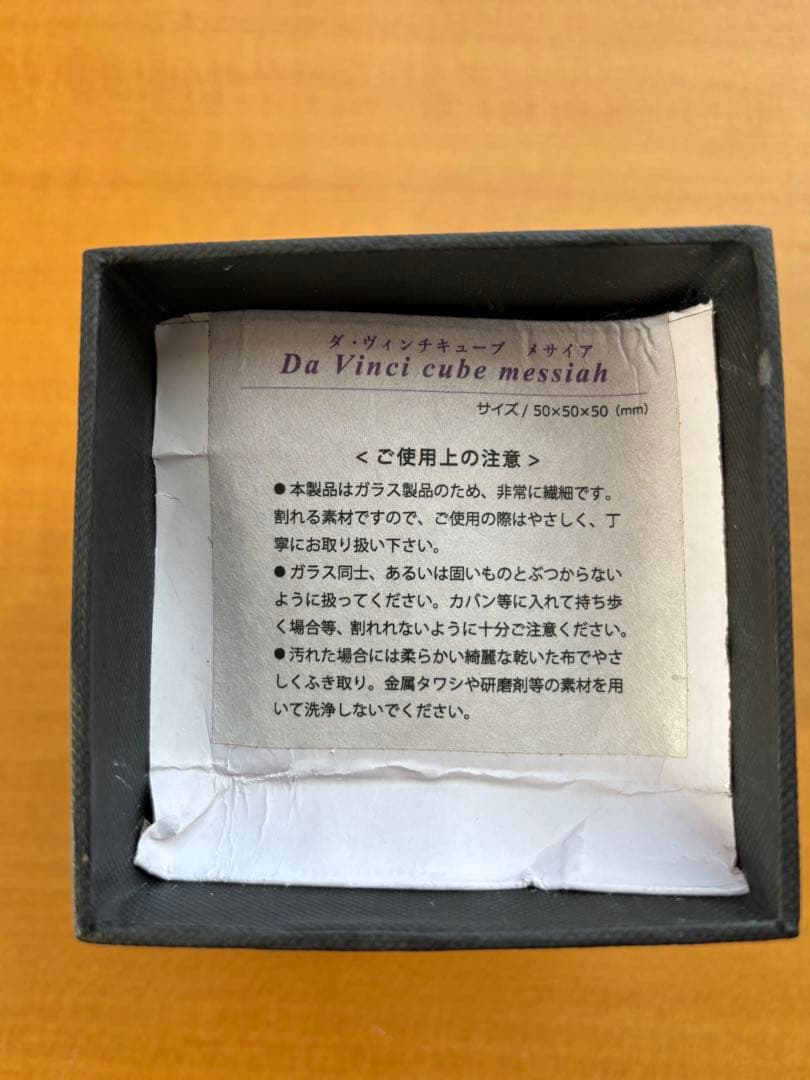 ダ・ヴィンチキューブ　メサイア
Da Vinci cube messiah
サイズ / 50×50×50（mm）
< ご使用上の注意 >
●本製品はガラス製品のため、非常に繊細です。
割れる素材ですので、ご使用の際はやさしく、丁
寧にお取り扱い下さい。
●ガラス同士、あるいは固いものとぶつからない
ように扱ってください。カバン等に入れて持ち歩
く場合等、割れれないように十分ご注意ください。
●汚れた場合には柔らかい綺麗な乾いた布でやさ
しくふき取り。金属タワシや研磨剤等の素材を用
いて洗浄しないでください。